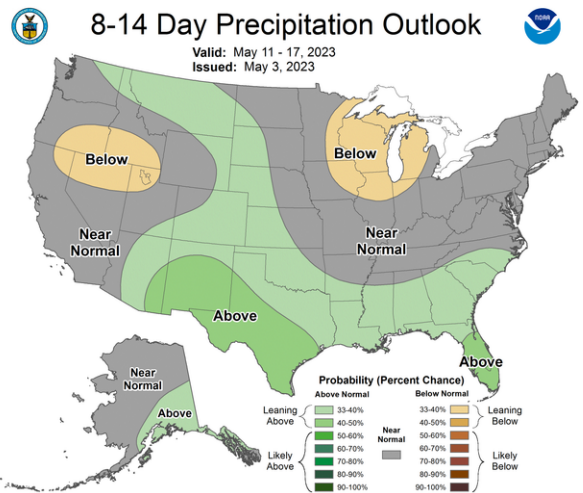 8-14 Day Precipitation Outlook
NOAA
Valid: May 11 - 17, 2023
Issued: May 3, 2023
Below
Below
Near
Normal
Near
Normal
Above
Above
Near
Normal
Above
Probability (Percent Chance)
Above Normal
Below Normal
Leaning
Above
33-40%
40-50%
Likely
Above
50-60%
60-70%
70-80%
80-90%
90-100%
Near
Normal
33-40%
40-50%
Leaning
Below
50-60%
60-70%
70-80%
80-90%
90-100%
Likely
Below